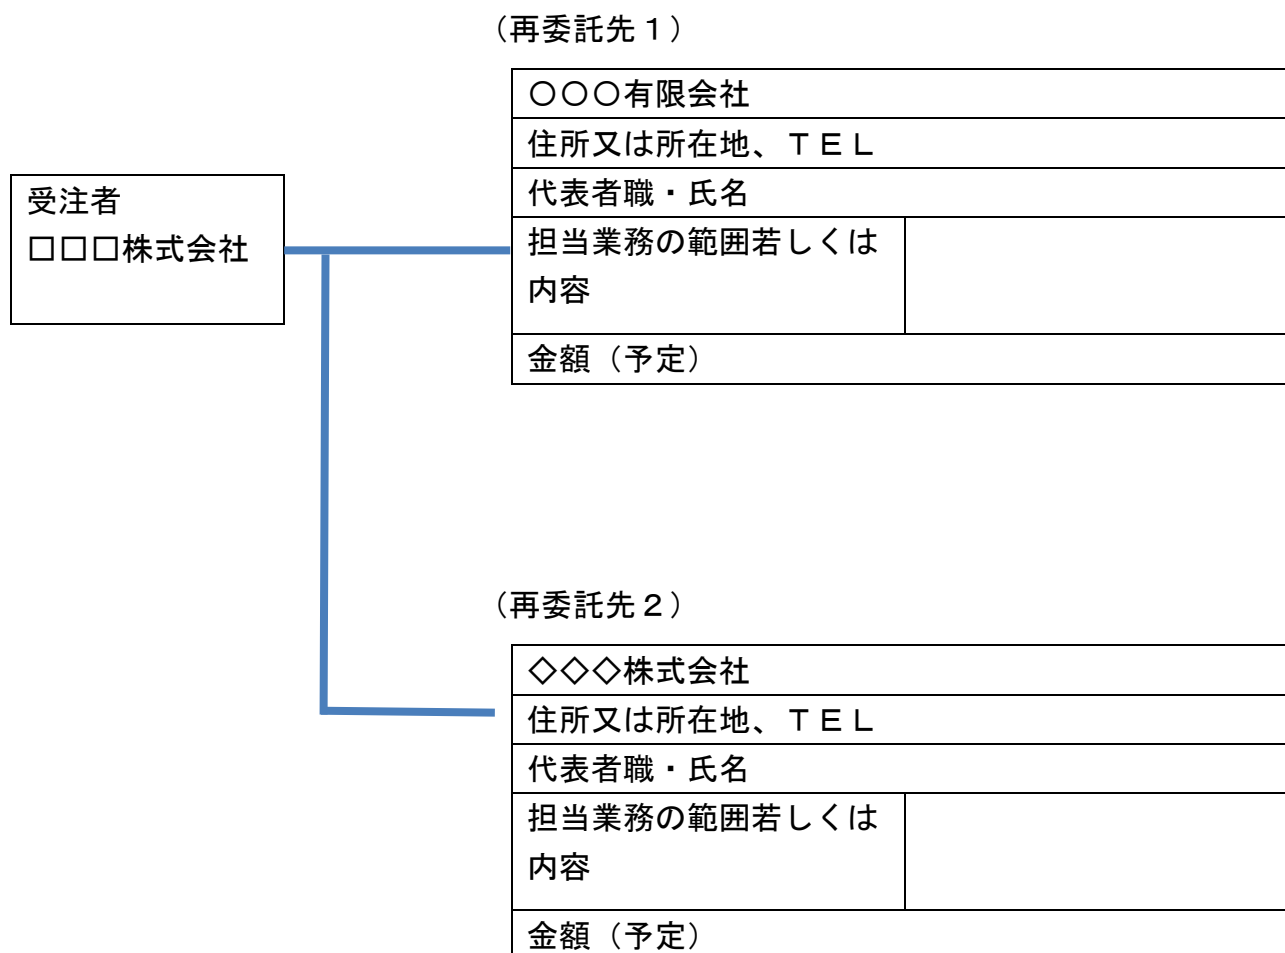 （再委託先１）
○○○有限会社
住所又は所在地、ＴＥＬ
代表者職・氏名
担当業務の範囲若しくは
内容
金額（予定）
受注者
□□□株式会社
（再委託先２）
◇◇◇株式会社
住所又は所在地、ＴＥＬ
代表者職・氏名
担当業務の範囲若しくは
内容
金額（予定）